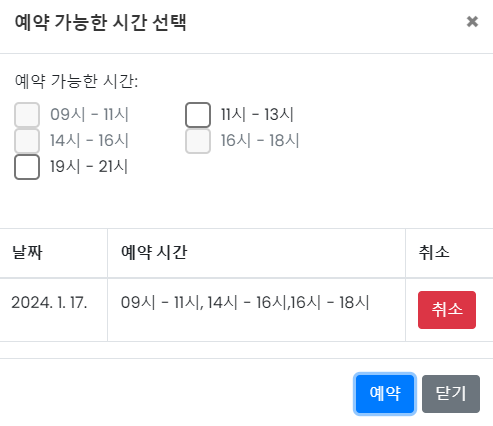 예약 가능한 시간 선택 ✖
예약 가능한 시간:
09시 - 11시 11시 - 13시
14시 - 16시 16시 - 18시
19시 - 21시
날짜 예약 시간 취소
2024. 1. 17. 09시 - 11시, 14시 - 16시,16시 - 18시 취소
예약 닫기